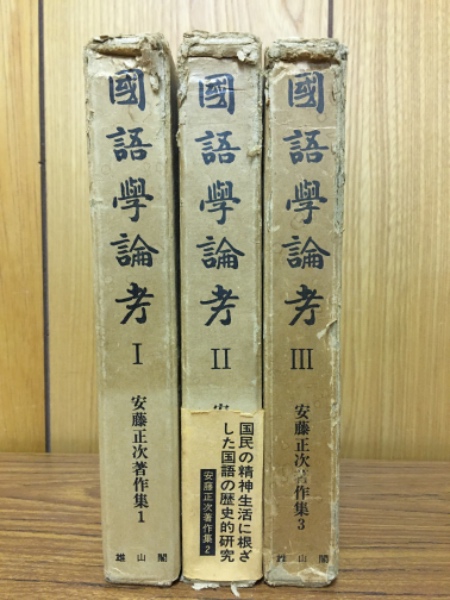 國語學論考 I
安藤正次著作集1
雄山閣
國語學論考 II
安
国民の精神生活に根ざ
した国語の歴史的研究
安藤正次著作集2
國語學論考 III
安藤正次著作集3
雄山閣